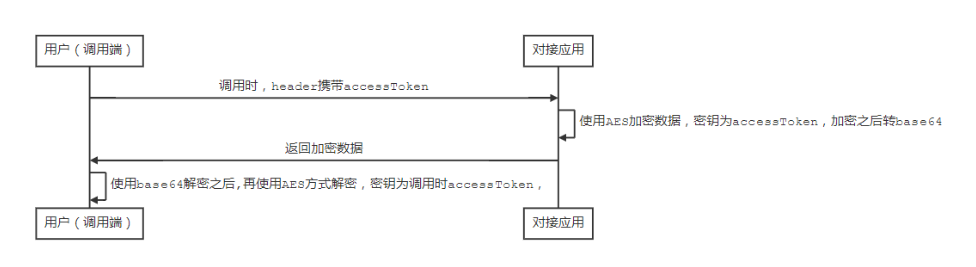 用户（调用端）
对接应用
调用时，header携带accessToken
使用AES加密数据，密钥为accessToken，加密之后转base64
返回加密数据
使用base64解密之后,再使用AES方式解密，密钥为调用时accessToken，
用户（调用端）
对接应用